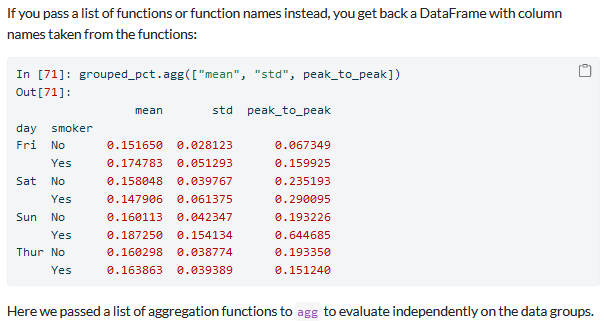 If you pass a list of functions or function names instead, you get back a DataFrame with column
names taken from the functions:
In [71]: grouped_pct.agg(["mean", "std", peak_to_peak])
Out[71]:
                 mean       std  peak_to_peak
day  smoker
Fri  No      0.151650  0.028123      0.067349
     Yes     0.174783  0.051293      0.159925
Sat  No      0.158048  0.039767      0.235193
     Yes     0.147906  0.061375      0.290095
Sun  No      0.160113  0.042347      0.193226
     Yes     0.187250  0.154134      0.644685
Thur No      0.160298  0.038774      0.193350
     Yes     0.163863  0.039389      0.151240
Here we passed a list of aggregation functions to agg to evaluate independently on the data groups.